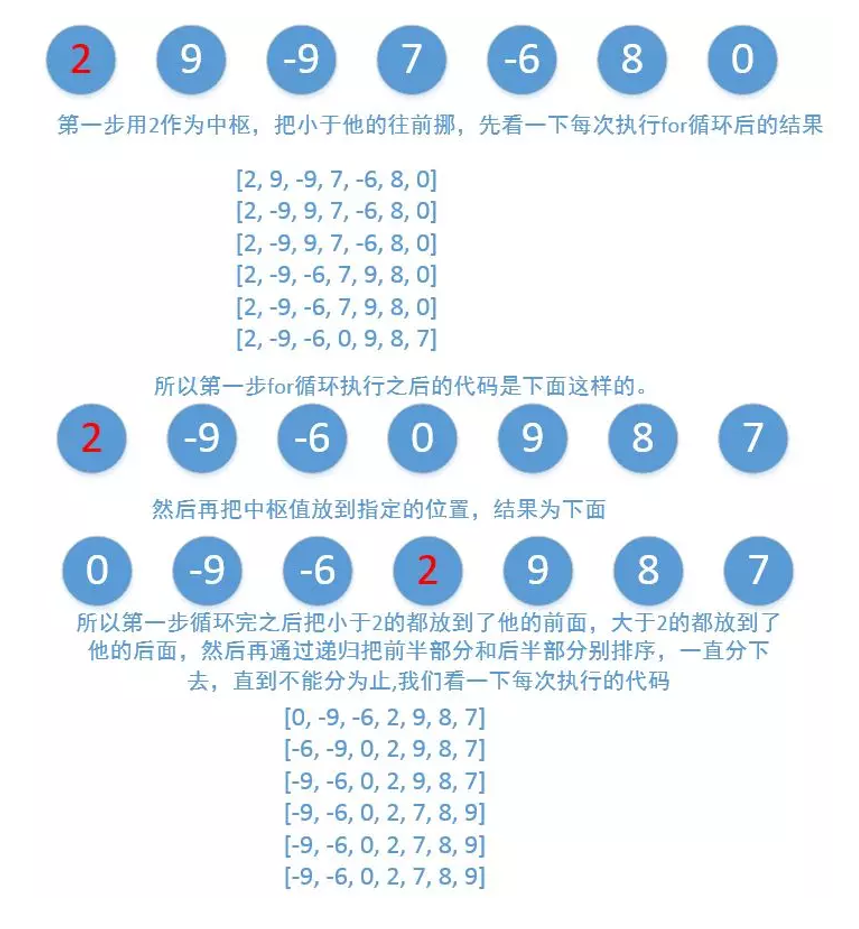 2 9 -9 7 -6 8 0
第一步用2作为中枢，把小于他的往前挪，先看一下每次执行for循环后的结果
[2, 9, -9, 7, -6, 8, 0]
[2, -9, 9, 7, -6, 8, 0]
[2, -9, 9, 7, -6, 8, 0]
[2, -9, -6, 7, 9, 8, 0]
[2, -9, -6, 7, 9, 8, 0]
[2, -9, -6, 0, 9, 8, 7]
所以第一步for循环执行之后的代码是下面这样的。
2 -9 -6 0 9 8 7
然后再把中枢值放到指定的位置，结果为下面
0 -9 -6 2 9 8 7
所以第一步循环完之后把小于2的都放到了他的前面，大于2的都放到了
他的后面，然后再通过递归把前半部分和后半部分别排序，一直分下
去，直到不能分为止,我们看一下每次执行的代码
[0, -9, -6, 2, 9, 8, 7]
[-6, -9, 0, 2, 9, 8, 7]
[-9, -6, 0, 2, 9, 8, 7]
[-9, -6, 0, 2, 7, 8, 9]
[-9, -6, 0, 2, 7, 8, 9]
[-9, -6, 0, 2, 7, 8, 9]